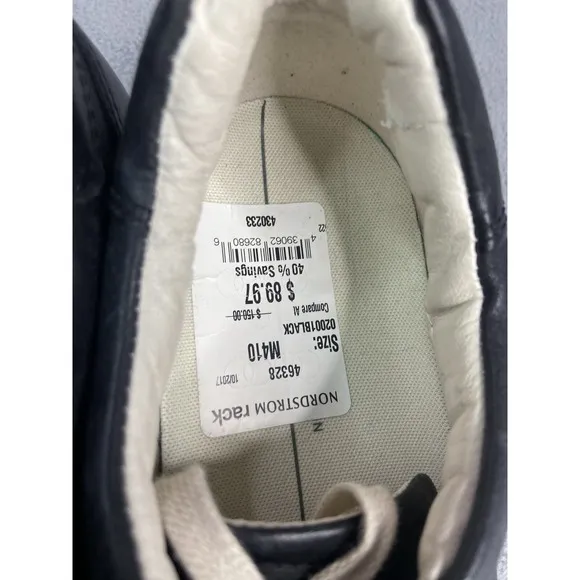 NORDSTROM rack
46328 10/2017
Size: M410
02001BLACK
Compare At
$ 150.00
$ 89.97
40% Savings
4 39062 82680 6
430233
N